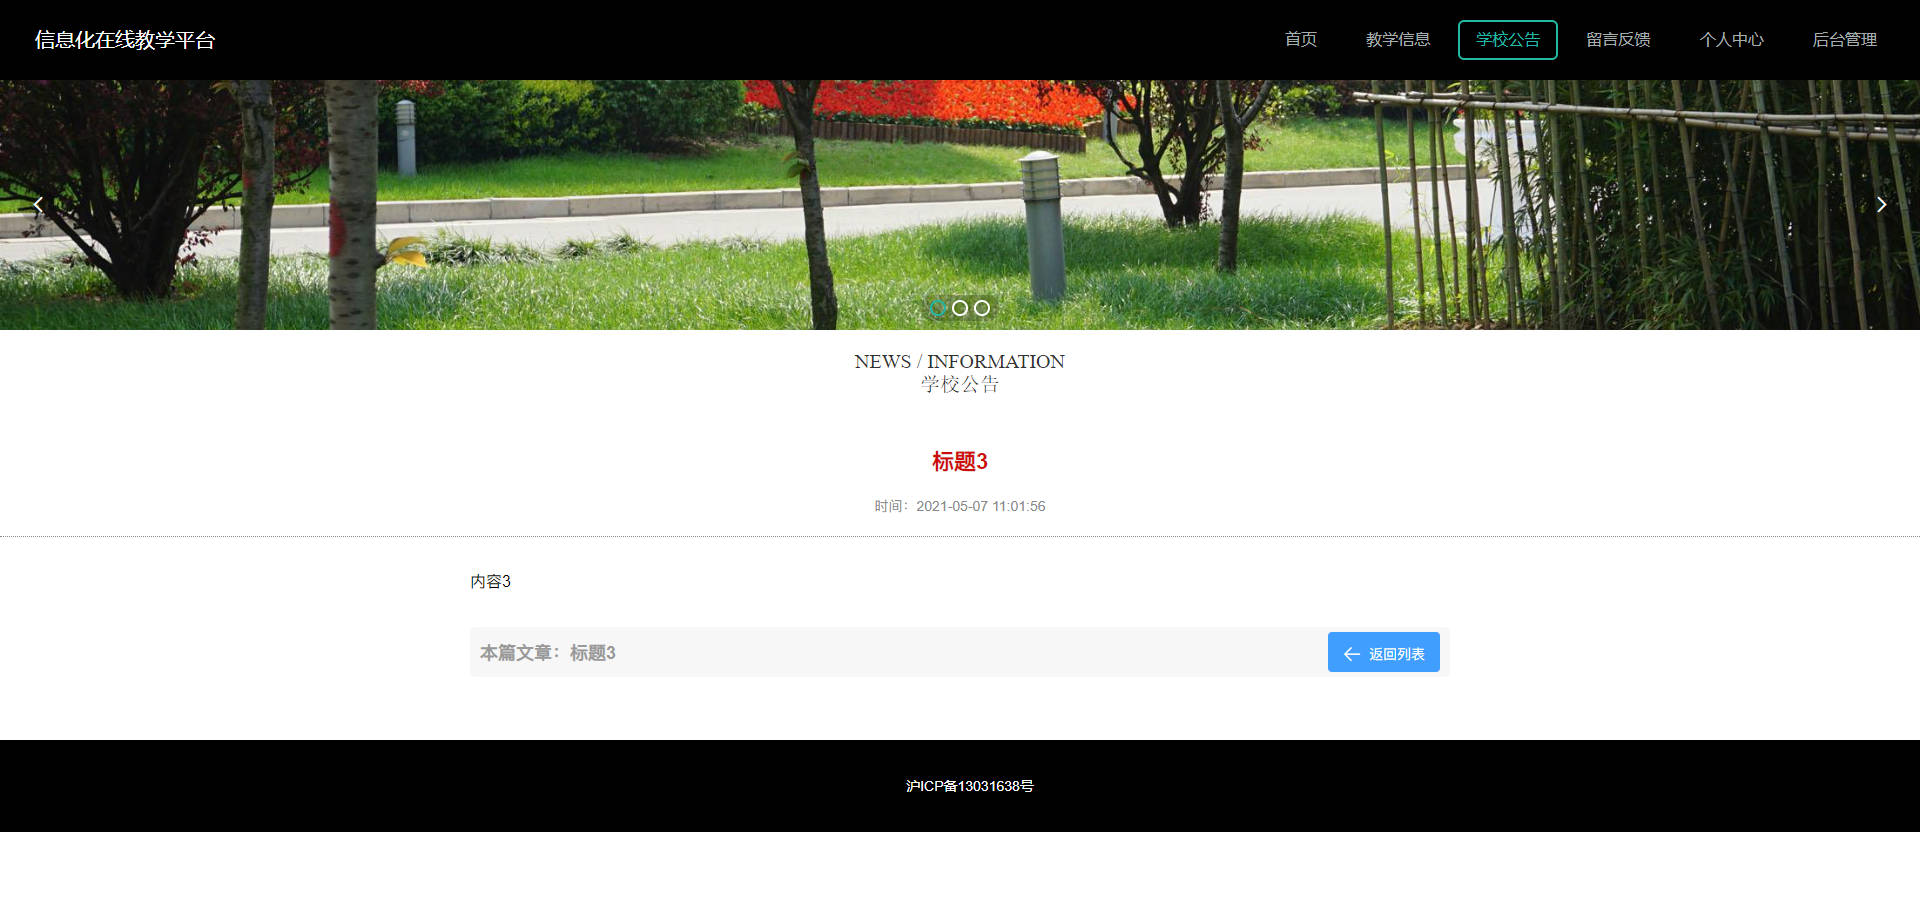 信息化在线教学平台
首页 教学信息 学校公告 留言反馈 个人中心 后台管理
NEWS / INFORMATION
学校公告
标题3
时间：2021-05-07 11:01:56
内容3
本篇文章：标题3
返回列表
沪ICP备13031638号